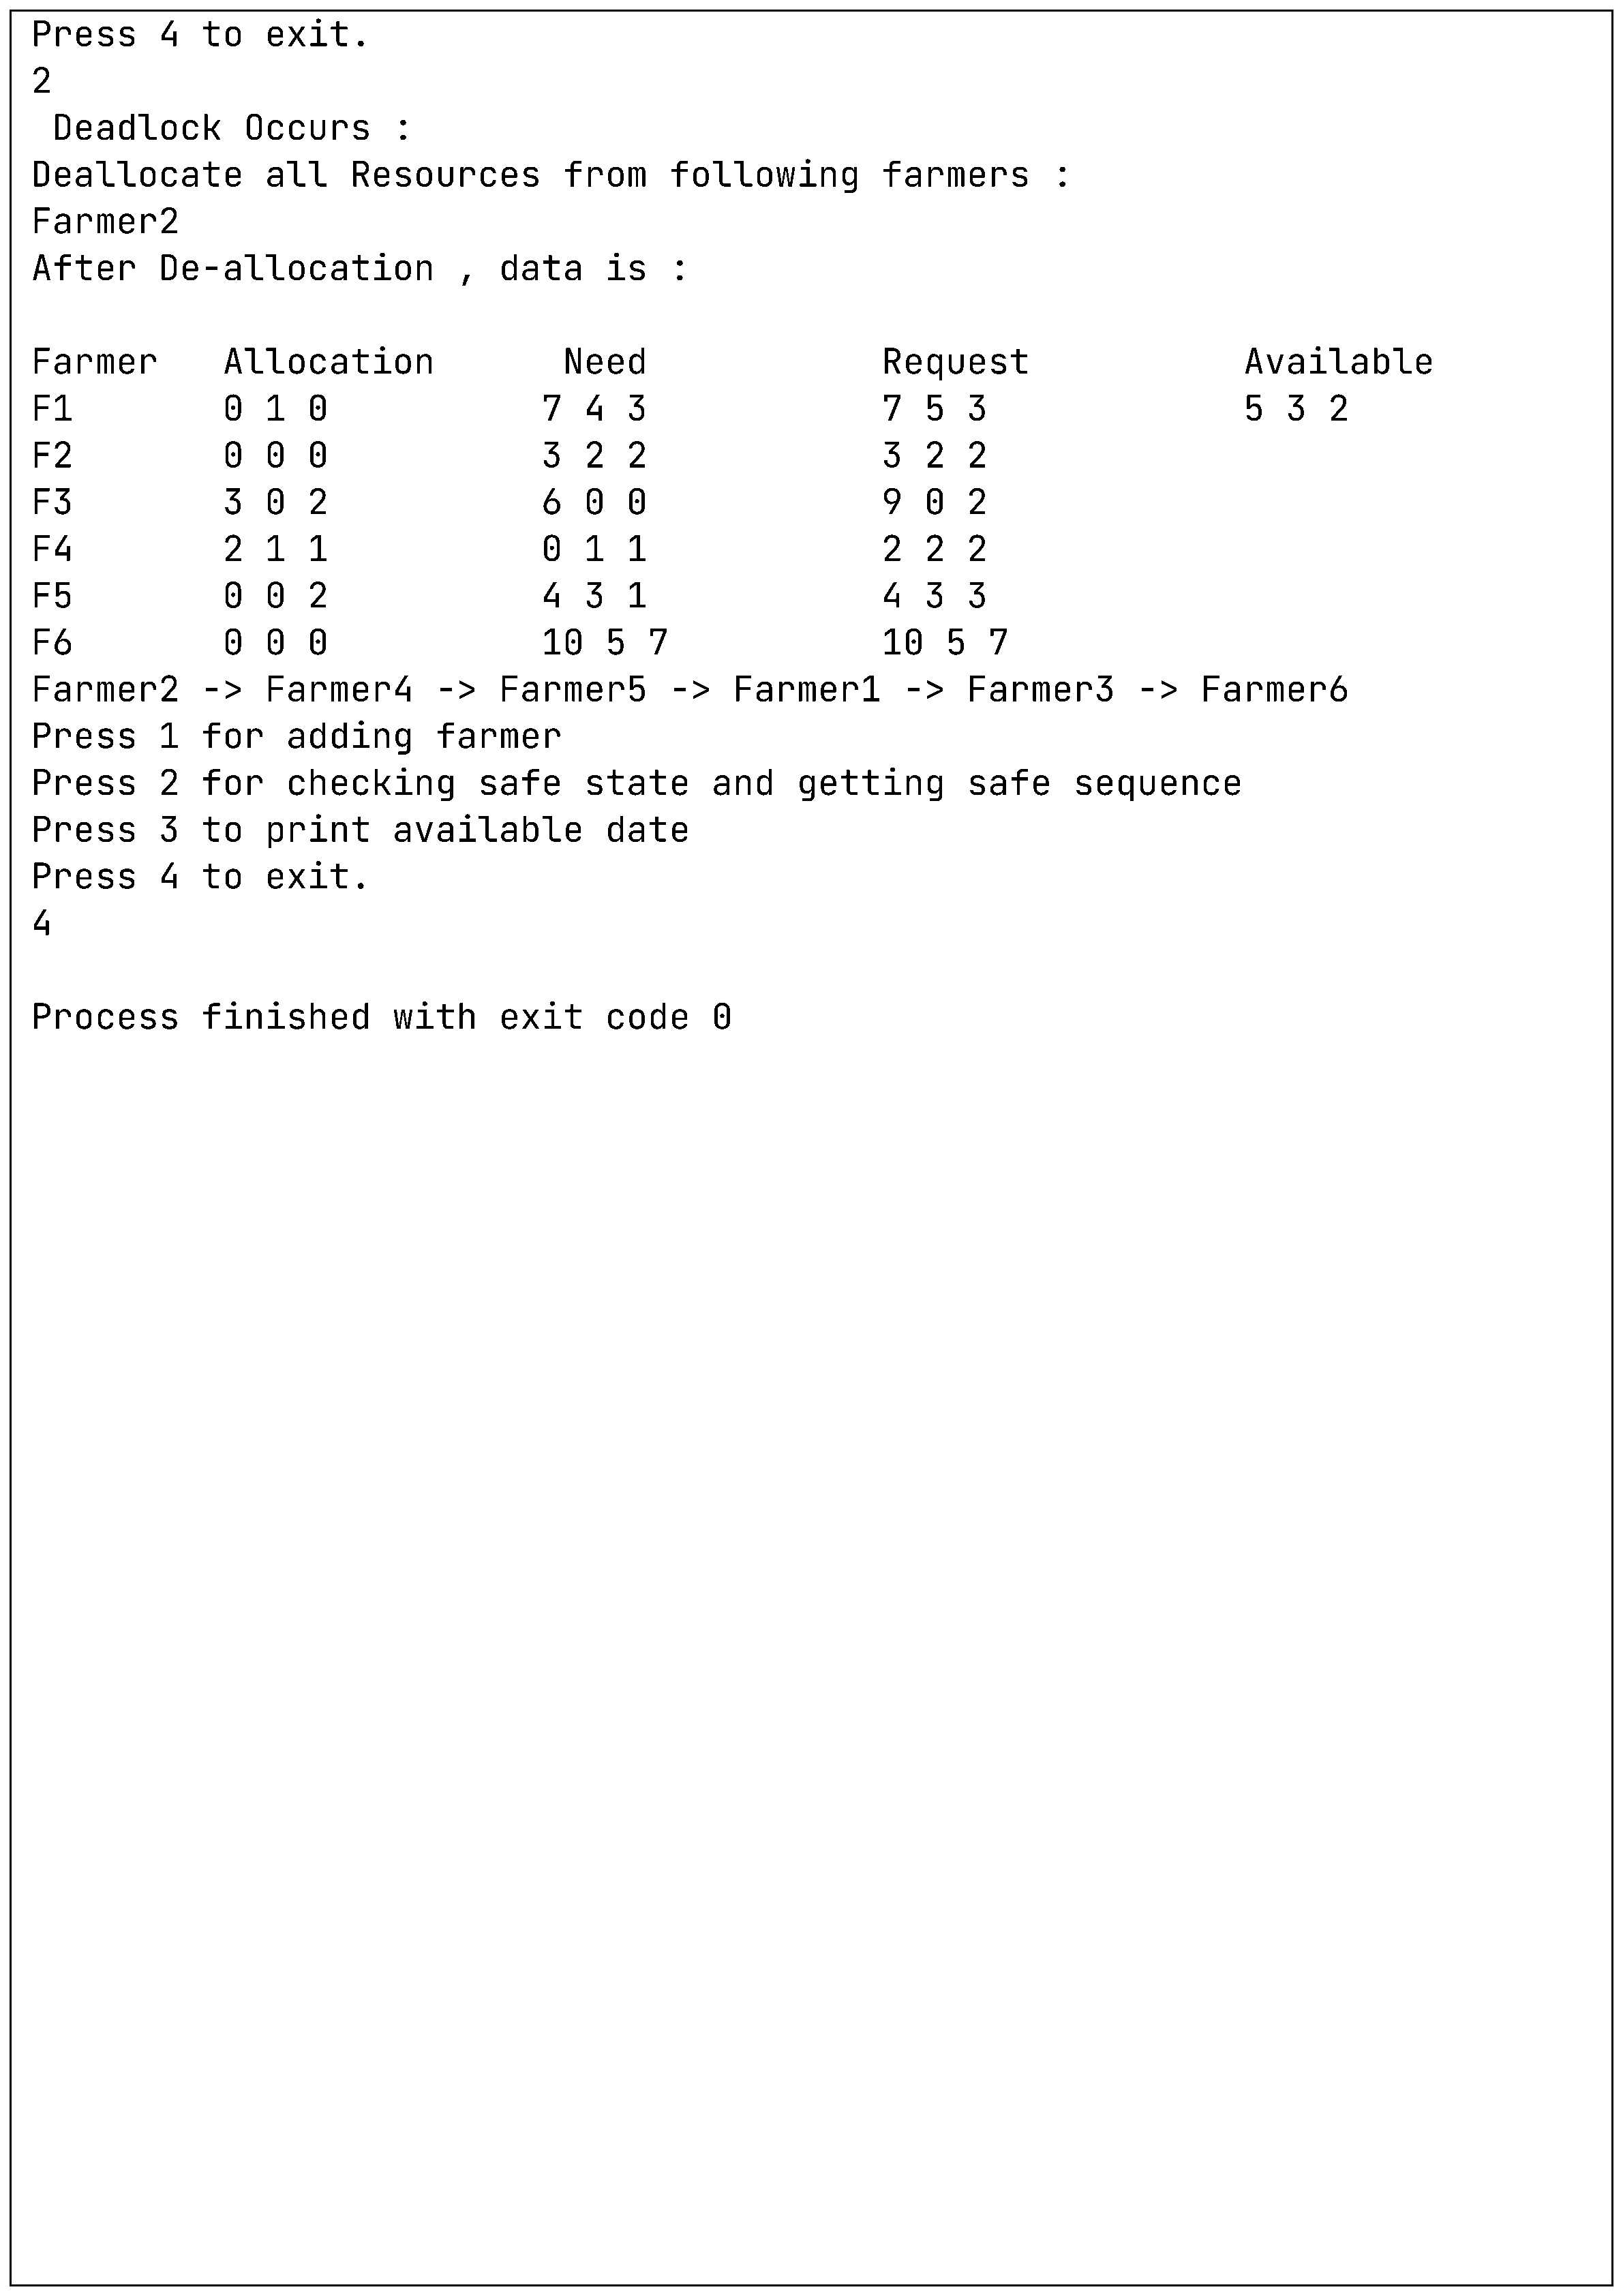 Press 4 to exit.
2
 Deadlock Occurs :
Deallocate all Resources from following farmers :
Farmer2
After De-allocation , data is :

Farmer   Allocation      Need           Request          Available
F1       0 1 0          7 4 3           7 5 3            5 3 2
F2       0 0 0          3 2 2           3 2 2
F3       3 0 2          6 0 0           9 0 2
F4       2 1 1          0 1 1           2 2 2
F5       0 0 2          4 3 1           4 3 3
F6       0 0 0          10 5 7          10 5 7
Farmer2 -> Farmer4 -> Farmer5 -> Farmer1 -> Farmer3 -> Farmer6
Press 1 for adding farmer
Press 2 for checking safe state and getting safe sequence
Press 3 to print available date
Press 4 to exit.
4

Process finished with exit code 0